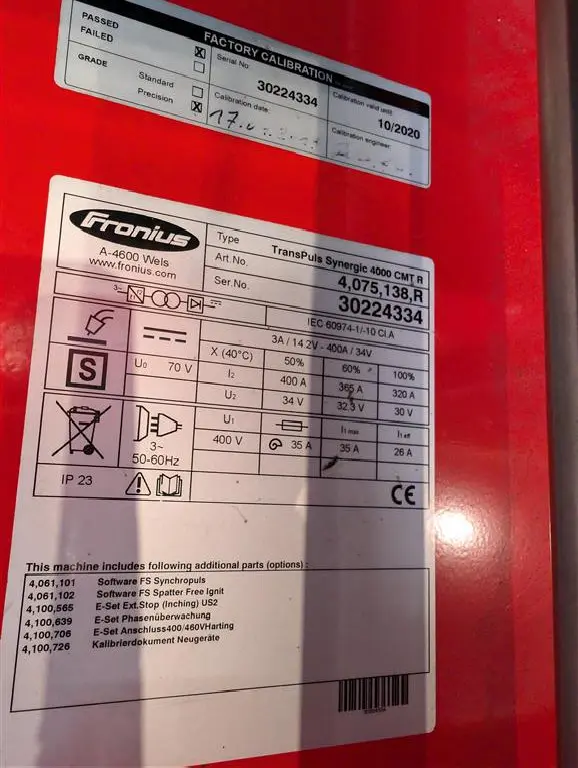 FACTORY CALIBRATION
PASSED X
FAILED
GRADE
Standard
Precision X
Serial No
30224334
Calibration date:
Calibration valid until
10/2020
Calibration engineer:
Fronius
A-4600 Wels
www.fronius.com
Type TransPuls Synergic 4000 CMT R
Art.No. 4,075,138,R
Ser.No. 30224334
3~
IEC 60974-1/-10 Cl.A
3A / 14.2V - 400A / 34V
S
U0 70 V
X (40°C) 50% 60% 100%
I2 400 A 365 A 320 A
U2 34 V 32.3 V 30 V
3~
50-60Hz
U1 I1 max I1 eff
400 V 35 A 35 A 26 A
IP 23
CE
This machine includes following additional parts (options) :
4,061,101 Software FS Synchropuls
4,061,102 Software FS Spatter Free Ignit
4,100,565 E-Set Ext.Stop (Inching) US2
4,100,639 E-Set Phasenüberwachung
4,100,706 E-Set Anschluss400/460VHarting
4,100,726 Kalibrierdokument Neugeräte